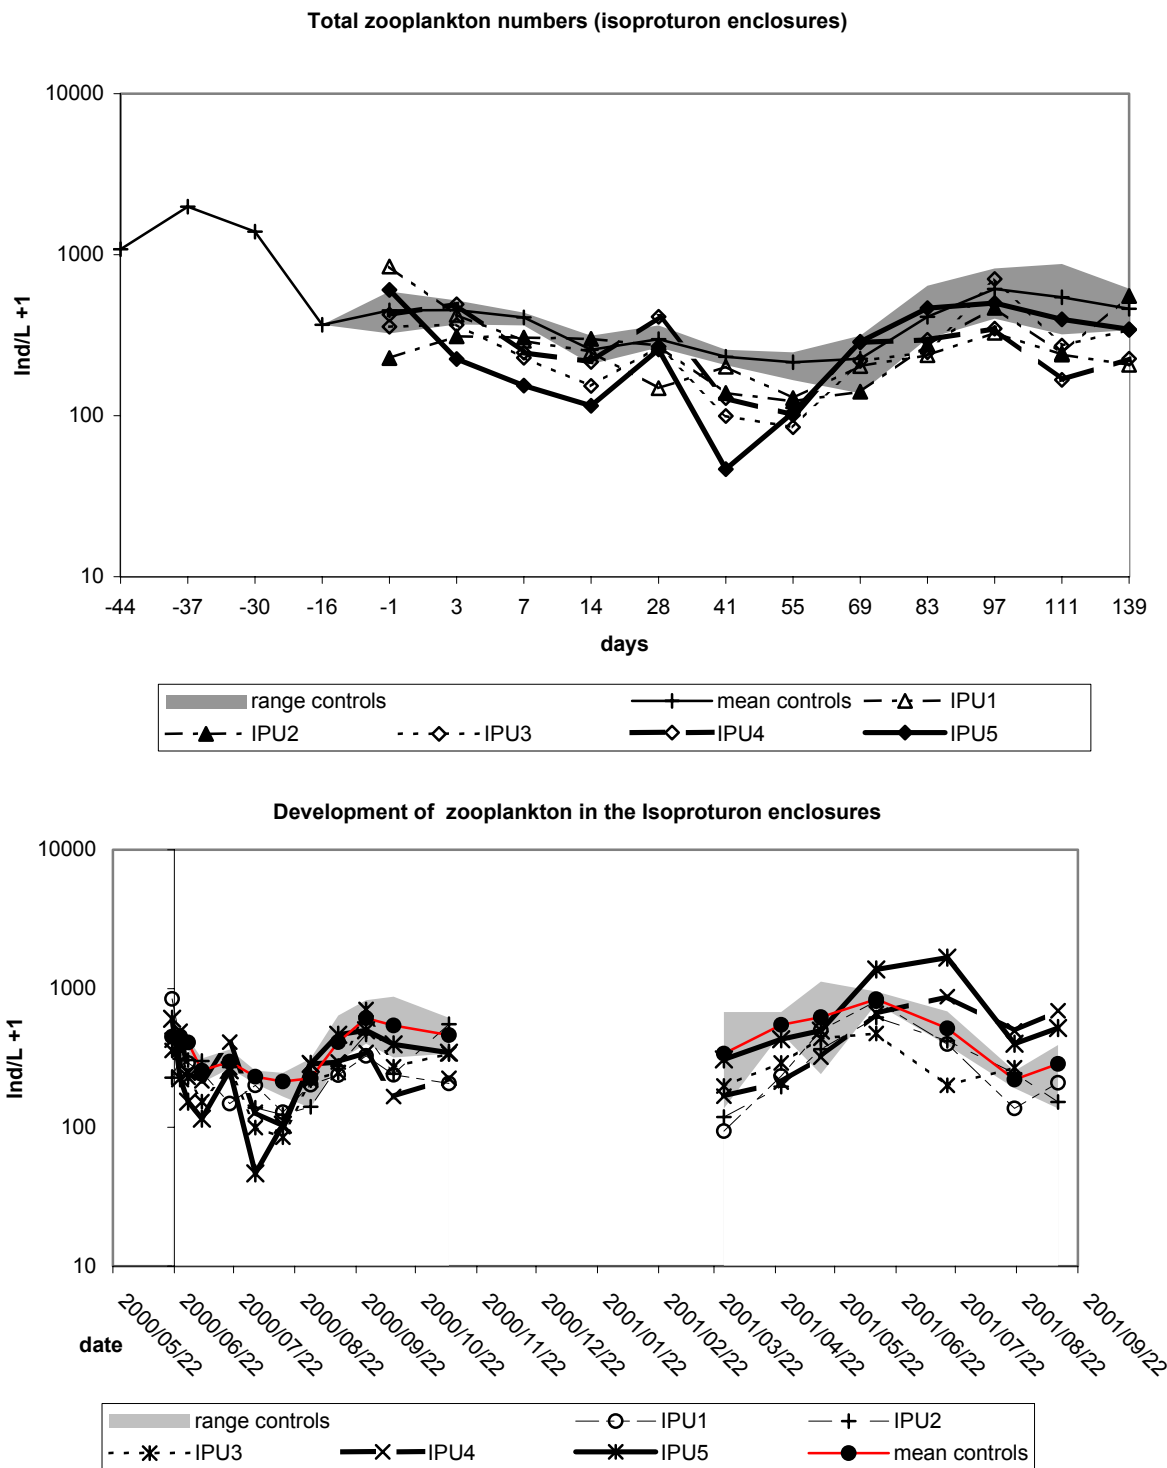 Total zooplankton numbers (isoproturon enclosures)
10000
1000
100
10
Ind/L +1
-44 -37 -30 -16 -1 3 7 14 28 41 55 69 83 97 111 139
days
range controls mean controls IPU1
IPU2 IPU3 IPU4 IPU5
Development of zooplankton in the Isoproturon enclosures
10000
1000
100
10
Ind/L +1
2000/05/22 2000/06/22 2000/07/22 2000/08/22 2000/09/22 2000/10/22 2000/11/22 2000/12/22 2001/01/22 2001/02/22 2001/03/22 2001/04/22 2001/05/22 2001/06/22 2001/07/22 2001/08/22 2001/09/22
date
range controls IPU1 IPU2
IPU3 IPU4 IPU5 mean controls